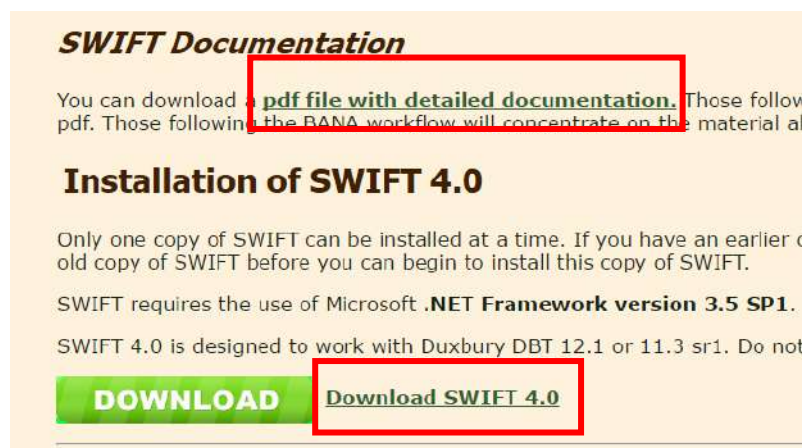 SWIFT Documentation
You can download a pdf file with detailed documentation. Those follow
pdf. Those following the BANA workflow will concentrate on the material
Installation of SWIFT 4.0
Only one copy of SWIFT can be installed at a time. If you have an earlier
old copy of SWIFT before you can begin to install this copy of SWIFT.
SWIFT requires the use of Microsoft .NET Framework version 3.5 SP1.
SWIFT 4.0 is designed to work with Duxbury DBT 12.1 or 11.3 sr1. Do not
DOWNLOAD Download SWIFT 4.0